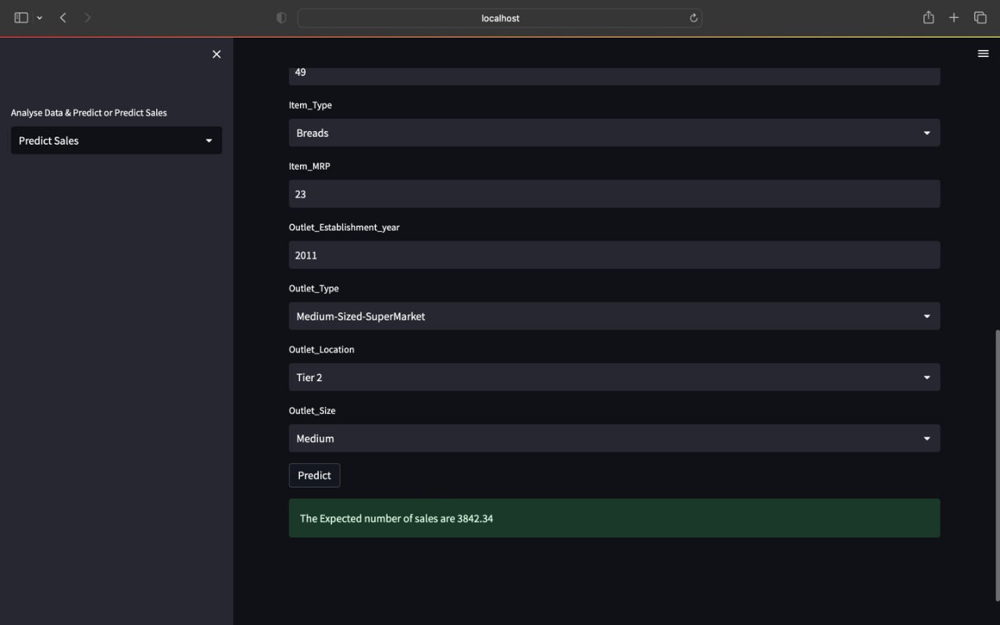 localhost
Analyse Data & Predict or Predict Sales
Predict Sales
49
Item_Type
Breads
Item_MRP
23
Outlet_Establishment_year
2011
Outlet_Type
Medium-Sized-SuperMarket
Outlet_Location
Tier 2
Outlet_Size
Medium
Predict
The Expected number of sales are 3842.34